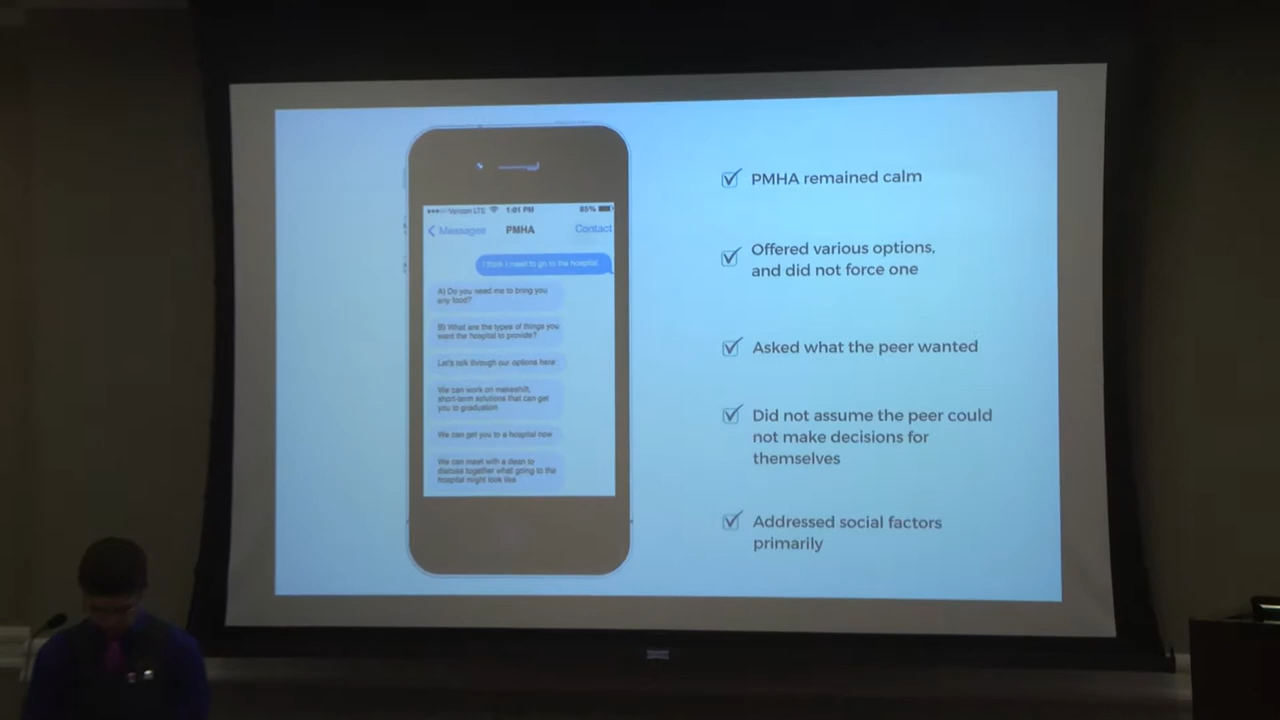 Verizon LTE 1:01 PM 85%
Messages PMHA Contact
I think I need to go to the hospital
A) Do you need me to bring you
any food?
B) What are the types of things you
want the hospital to provide?
Let's talk through our options here
We can work on makeshift,
short-term solutions that can get
you to graduation
We can get you to a hospital now
We can meet with a dean to
discuss together what going to the
hospital might look like
PMHA remained calm
Offered various options,
and did not force one
Asked what the peer wanted
Did not assume the peer could
not make decisions for
themselves
Addressed social factors
primarily